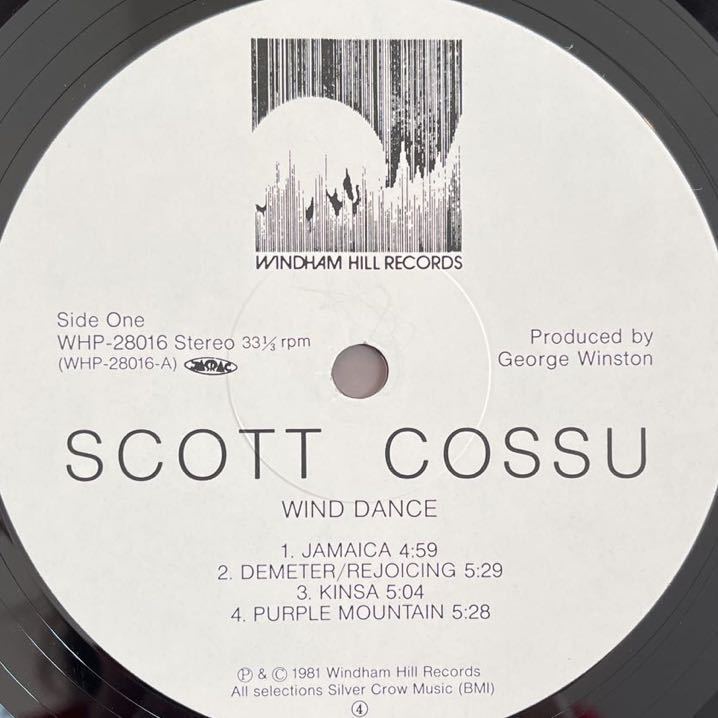 WINDHAM HILL RECORDS
Side One
WHP-28016 Stereo 33⅓ rpm
(WHP-28016-A) JASRAC
Produced by
George Winston
SCOTT COSSU
WIND DANCE
1. JAMAICA 4:59
2. DEMETER/REJOICING 5:29
3. KINSA 5:04
4. PURPLE MOUNTAIN 5:28
Ⓟ & © 1981 Windham Hill Records
All selections Silver Crow Music (BMI)
④